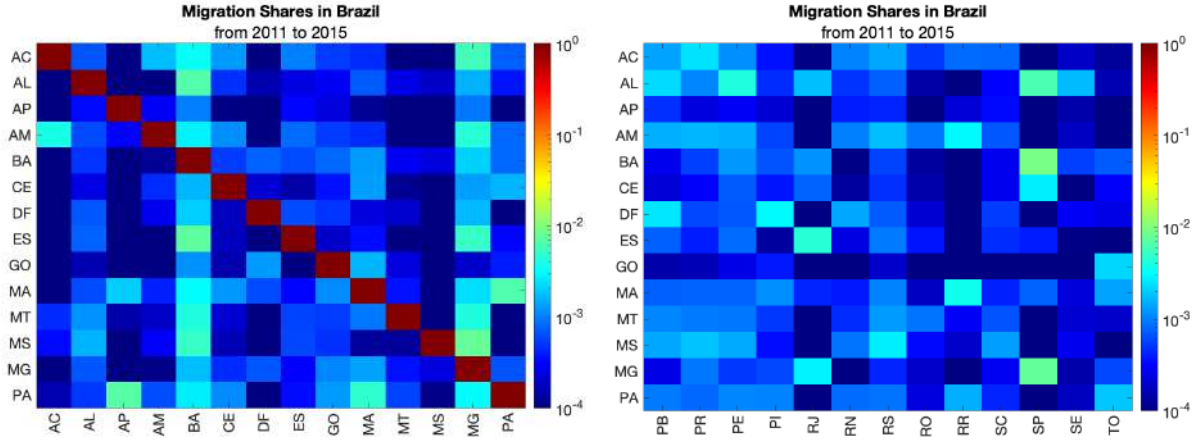 Migration Shares in Brazil
from 2011 to 2015
AC
AL
AP
AM
BA
CE
DF
ES
GO
MA
MT
MS
MG
PA
AC AL AP AM BA CE DF ES GO MA MT MS MG PA
10^0
10^-1
10^-2
10^-3
10^-4
Migration Shares in Brazil
from 2011 to 2015
AC
AL
AP
AM
BA
CE
DF
ES
GO
MA
MT
MS
MG
PA
PB PR PE PI RJ RN RS RO RR SC SP SE TO
10^0
10^-1
10^-2
10^-3
10^-4